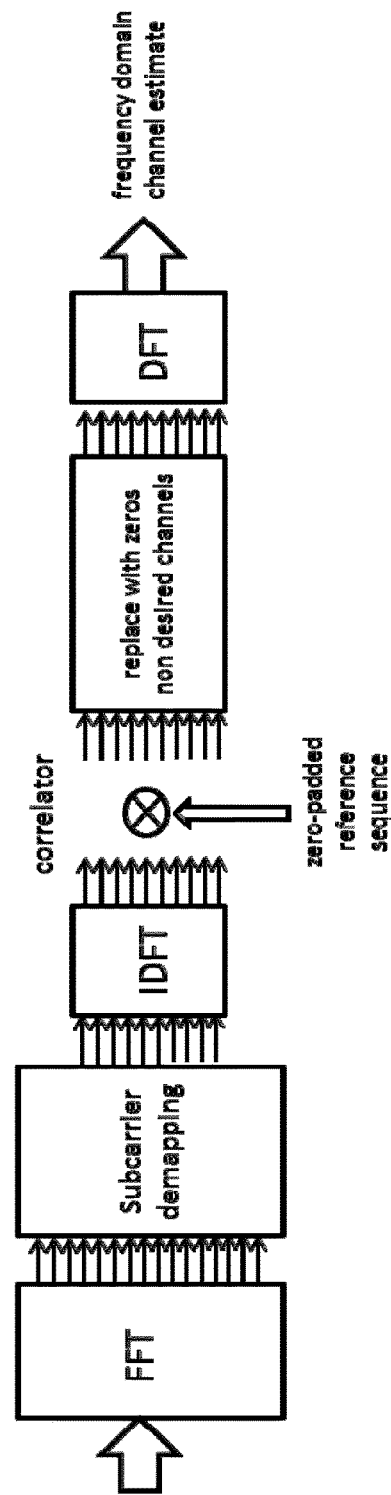 FFT
Subcarrier
demapping
IDFT
correlator
zero-padded
reference
sequence
replace with zeros
non desired channels
DFT
frequency domain
channel estimate